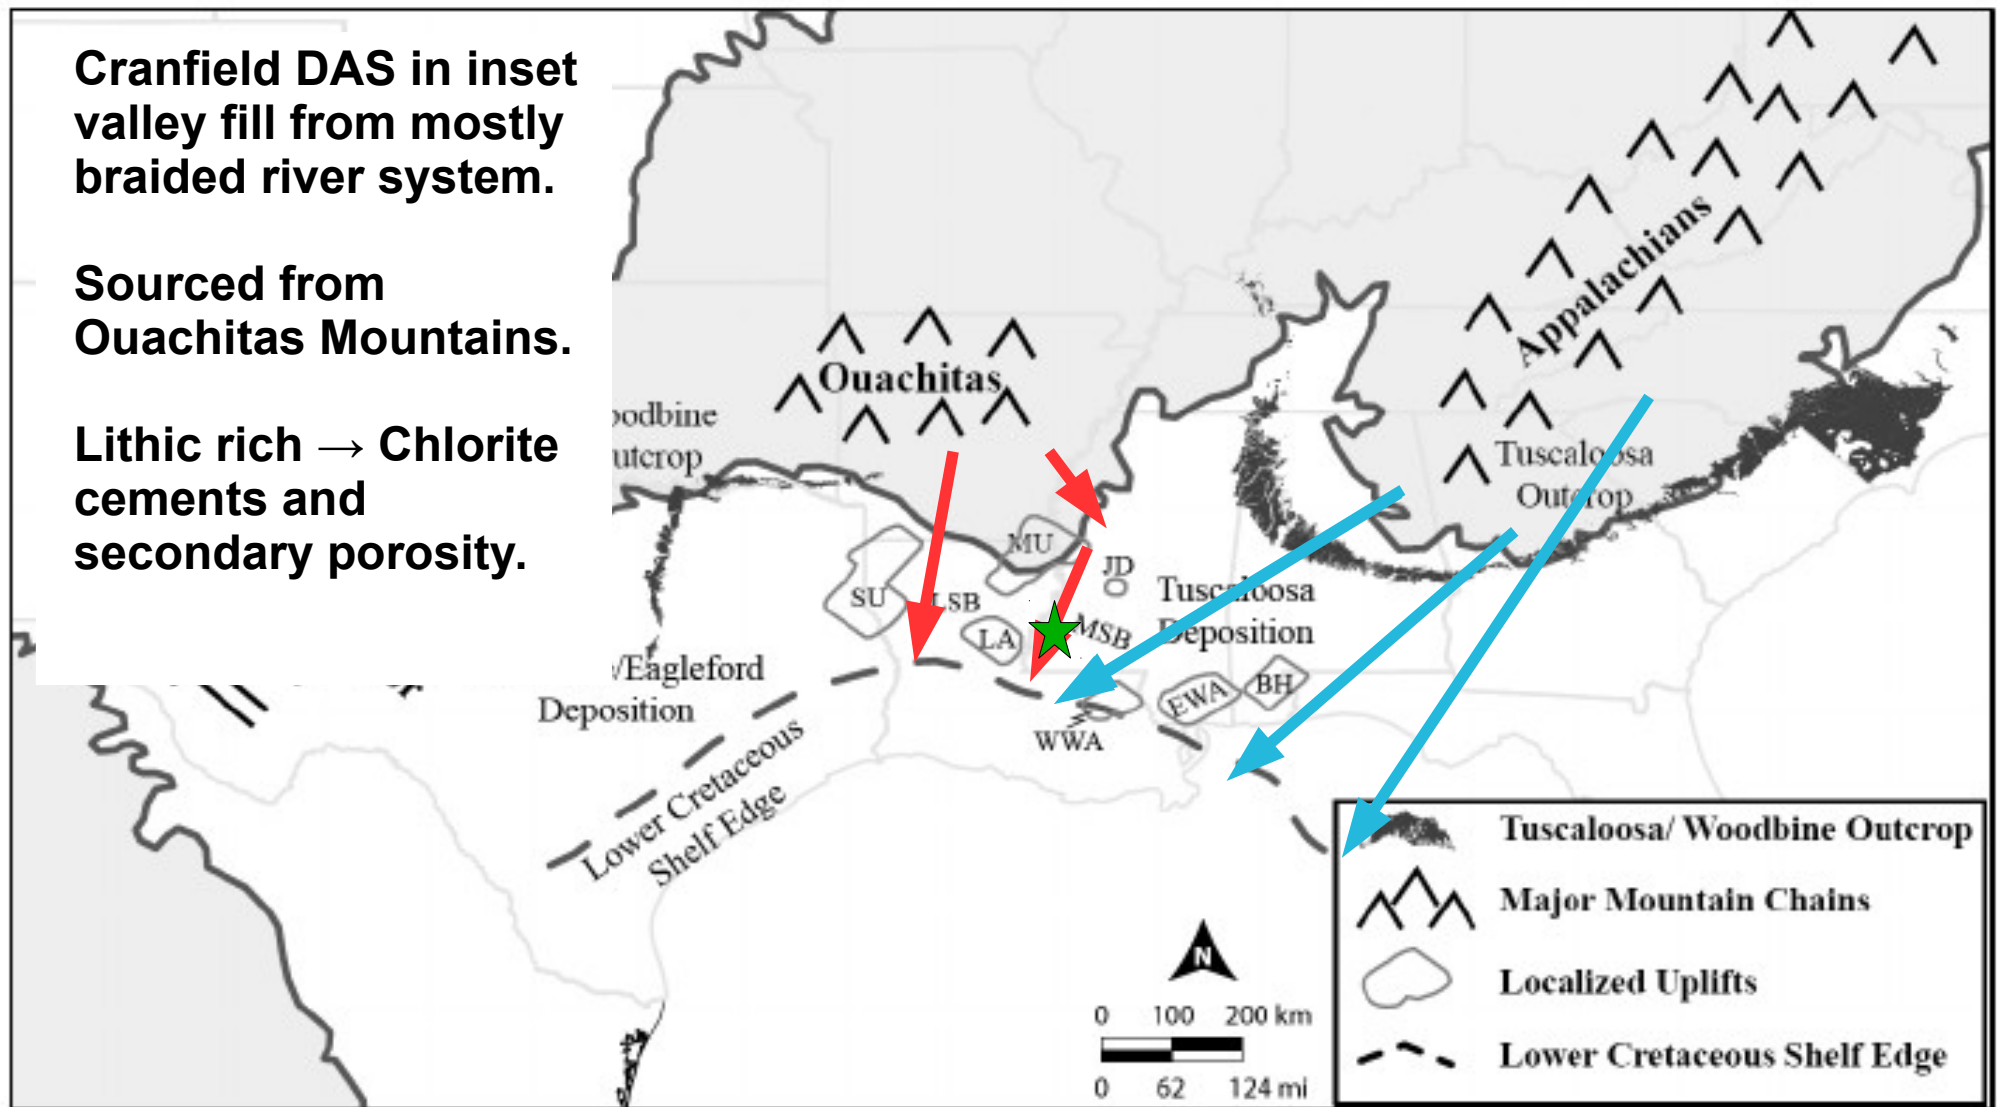 Cranfield DAS in inset
valley fill from mostly
braided river system.
Sourced from
Ouachitas Mountains.
Lithic rich → Chlorite
cements and
secondary porosity.
Appalachians
Ouachitas
oodbine
utcrop
Tuscaloosa
Outcrop
MU
JD
SU
LSB
LA
MSB
Tuscaloosa
Deposition
/Eagleford
Deposition
EWA
BH
WWA
Lower Cretaceous
Shelf Edge
N
0 100 200 km
0 62 124 mi
Tuscaloosa/ Woodbine Outcrop
Major Mountain Chains
Localized Uplifts
Lower Cretaceous Shelf Edge